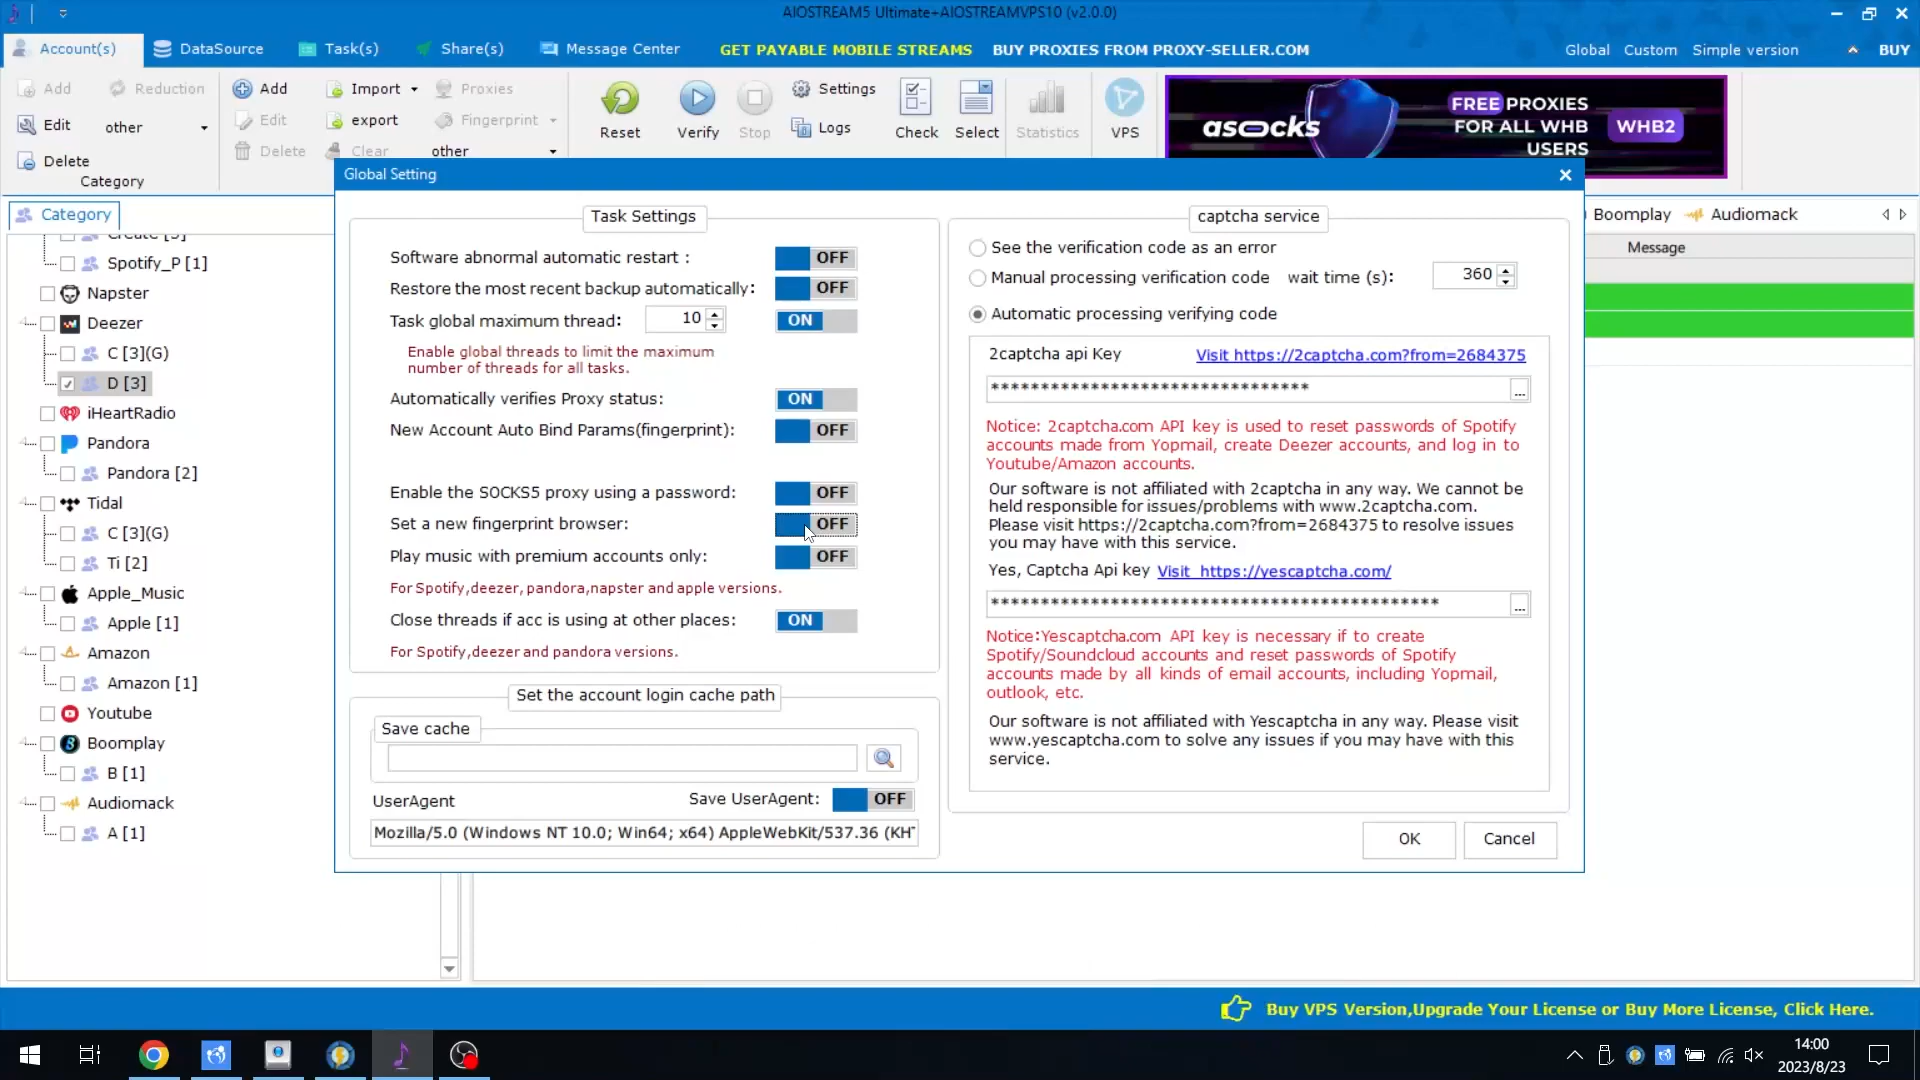 AIOSTREAM5 Ultimate+AIOSTREAMVPS10 (v2.0.0)
Account(s) DataSource Task(s) Share(s) Message Center GET PAYABLE MOBILE STREAMS BUY PROXIES FROM PROXY-SELLER.COM Global Custom Simple version BUY
Add Reduction Add Import Proxies Settings
Edit other Edit export Fingerprint Logs
Delete Delete Clear other
Reset Verify Stop Check Select Statistics VPS
Category
asocks FREE PROXIES
FOR ALL WHB
USERS
WHB2
Global Setting
Category
Boomplay Audiomack
Message
Create [3]
Spotify_P [1]
Napster
Deezer
C [3](G)
D [3]
iHeartRadio
Pandora
Pandora [2]
Tidal
C [3](G)
Ti [2]
Apple_Music
Apple [1]
Amazon
Amazon [1]
Youtube
Boomplay
B [1]
Audiomack
A [1]
Task Settings
Software abnormal automatic restart : OFF
Restore the most recent backup automatically: OFF
Task global maximum thread: 10 ON
Enable global threads to limit the maximum
number of threads for all tasks.
Automatically verifies Proxy status: ON
New Account Auto Bind Params(fingerprint): OFF
Enable the SOCKS5 proxy using a password: OFF
Set a new fingerprint browser: OFF
Play music with premium accounts only: OFF
For Spotify,deezer, pandora,napster and apple versions.
Close threads if acc is using at other places: ON
For Spotify,deezer and pandora versions.
Set the account login cache path
Save cache
UserAgent Save UserAgent: OFF
Mozilla/5.0 (Windows NT 10.0; Win64; x64) AppleWebKit/537.36 (KHT
captcha service
See the verification code as an error
Manual processing verification code wait time (s): 360
Automatic processing verifying code
2captcha api Key Visit https://2captcha.com?from=2684375
******************************** ...
Notice: 2captcha.com API key is used to reset passwords of Spotify
accounts made from Yopmail, create Deezer accounts, and log in to
Youtube/Amazon accounts.
Our software is not affiliated with 2captcha in any way. We cannot be
held responsible for issues/problems with www.2captcha.com.
Please visit https://2captcha.com?from=2684375 to resolve issues
you may have with this service.
Yes, Captcha Api key Visit https://yescaptcha.com/
********************************************* ...
Notice:Yescaptcha.com API key is necessary if to create
Spotify/Soundcloud accounts and reset passwords of Spotify
accounts made by all kinds of email accounts, including Yopmail,
outlook, etc.
Our software is not affiliated with Yescaptcha in any way. Please visit
www.yescaptcha.com to solve any issues if you may have with this
service.
OK Cancel
Buy VPS Version,Upgrade Your License or Buy More License, Click Here.
14:00
2023/8/23